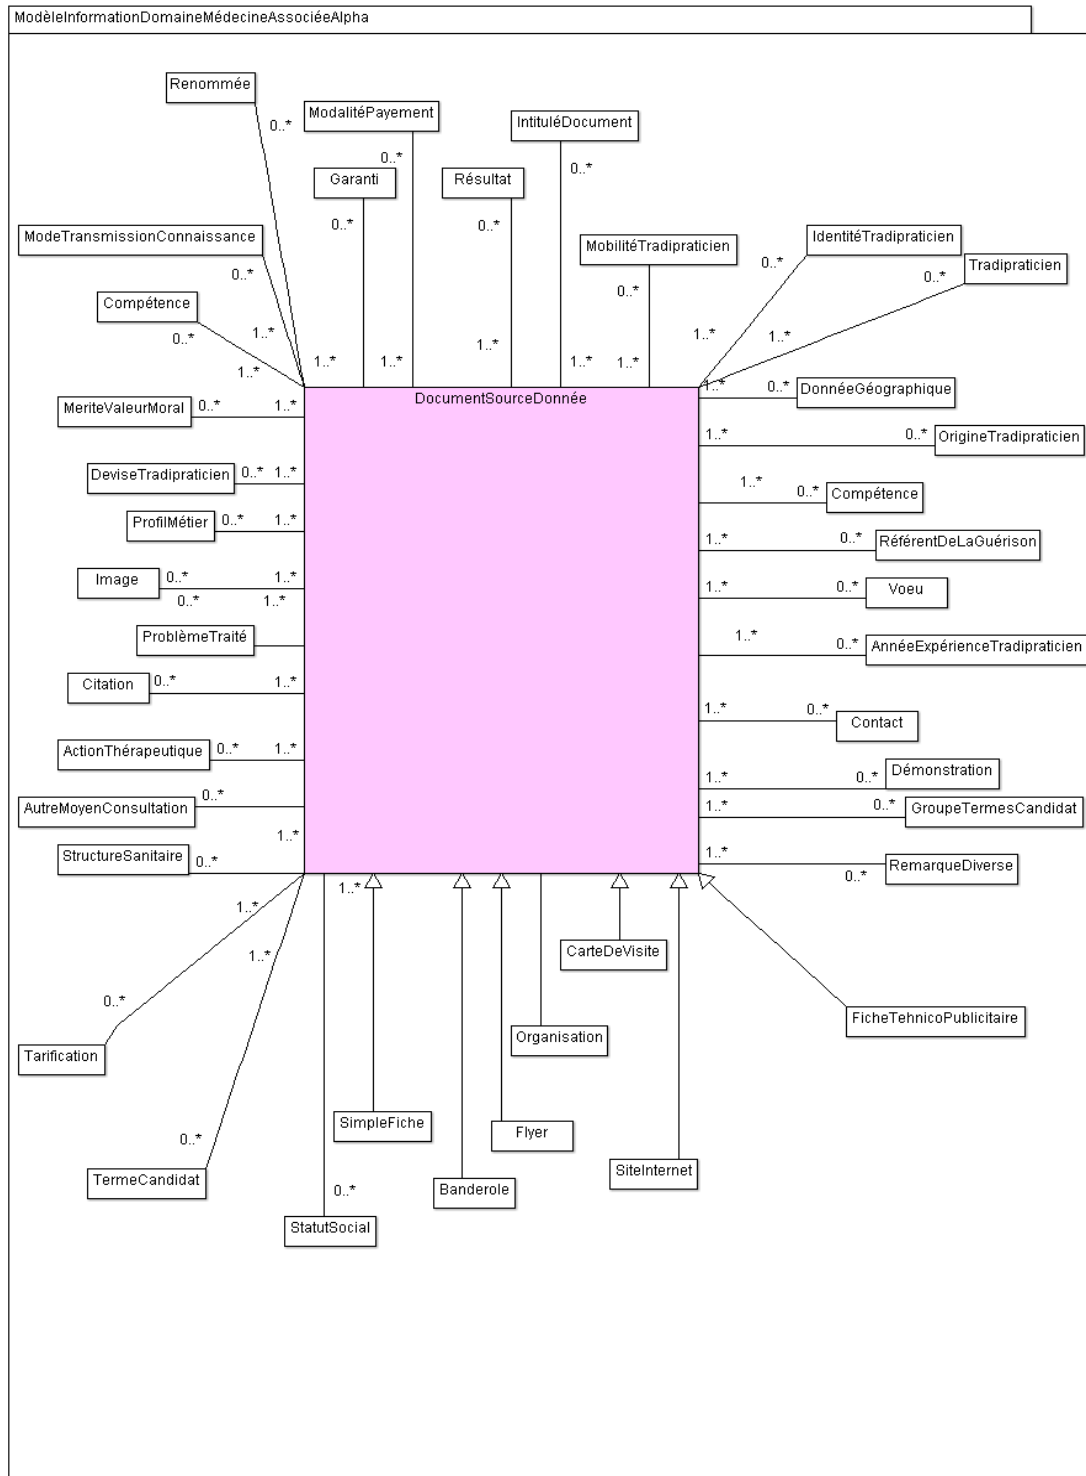 ModèleInformationDomaineMédecineAssociéeAlpha
Renommée
0..*
ModalitéPayement
0..*
IntituléDocument
0..*
Garanti
0..*
Résultat
0..*
ModeTransmissionConnaissance
0..*
MobilitéTradipraticien
0..*
IdentitéTradipraticien
0..*
Tradipraticien
0..*
Compétence
0..*
1..*
1..*
1..*
1..*
1..*
1..*
1..*
1..*
1..*
1..*
DocumentSourceDonnée
MeriteValeurMoral
0..*
1..*
1..*
0..*
DonnéeGéographique
1..*
0..*
OrigineTradipraticien
DeviseTradipraticien
0..*
1..*
1..*
0..*
Compétence
ProfilMétier
0..*
1..*
1..*
0..*
RéférentDeLaGuérison
Image
0..*
1..*
0..*
1..*
1..*
0..*
Voeu
ProblèmeTraité
1..*
0..*
AnnéeExpérienceTradipraticien
Citation
0..*
1..*
1..*
0..*
Contact
ActionThérapeutique
0..*
1..*
1..*
0..*
Démonstration
AutreMoyenConsultation
0..*
1..*
1..*
0..*
GroupeTermesCandidat
StructureSanitaire
0..*
1..*
0..*
RemarqueDiverse
1..*
1..*
1..*
CarteDeVisite
0..*
Tarification
Organisation
FicheTehnicoPublicitaire
SimpleFiche
Flyer
0..*
TermeCandidat
SiteInternet
Banderole
0..*
StatutSocial